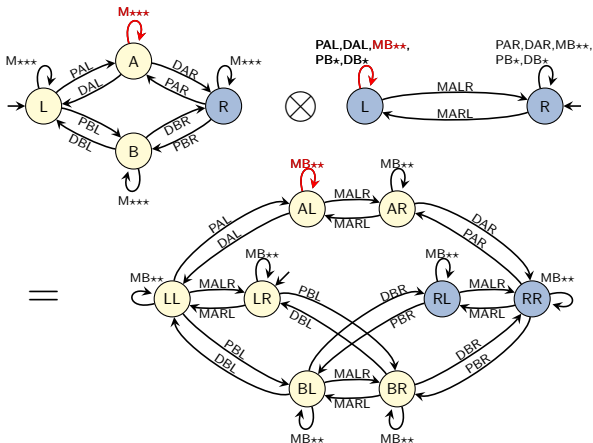 M⋆⋆⋆
PAL,DAL,MB⋆⋆,
PB⋆,DB⋆
PAR,DAR,MB⋆⋆,
PB⋆,DB⋆
M⋆⋆⋆
M⋆⋆⋆
A
PAL
DAL
DAR
PAR
MALR
L
R
⊗
L
R
MARL
PBL
DBL
DBR
PBR
B
M⋆⋆⋆
MB⋆⋆
MB⋆⋆
AL
MALR
AR
MARL
PAL
DAL
DAR
PAR
MB⋆⋆
MB⋆⋆
MB⋆⋆
MB⋆⋆
=
LL
MALR
LR
MARL
PBL
DBL
DBR
PBR
RL
MALR
RR
MARL
PBL
DBL
DBR
PBR
BL
MALR
BR
MARL
MB⋆⋆
MB⋆⋆